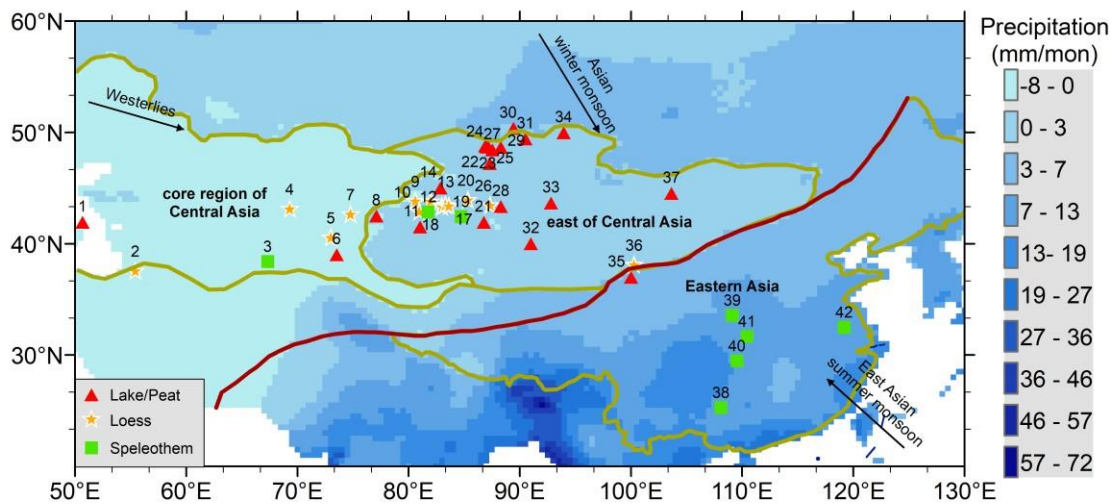 60°N
50°N
40°N
30°N
50°E
60°E
70°E
80°E
90°E
100°E
110°E
120°E
130°E
Westerlies
Asian
winter monsoon
core region of
Central Asia
east of Central Asia
Eastern Asia
East Asian
summer monsoon
1
2
3
4
5
6
7
8
9
10
11
12
13
14
17
18
19
20
21
22
23
24
25
26
27
28
29
30
31
32
33
34
35
36
37
38
39
40
41
42
Lake/Peat
Loess
Speleothem
Precipitation
(mm/mon)
-8 - 0
0 - 3
3 - 7
7 - 13
13- 19
19 - 27
27 - 36
36 - 46
46 - 57
57 - 72